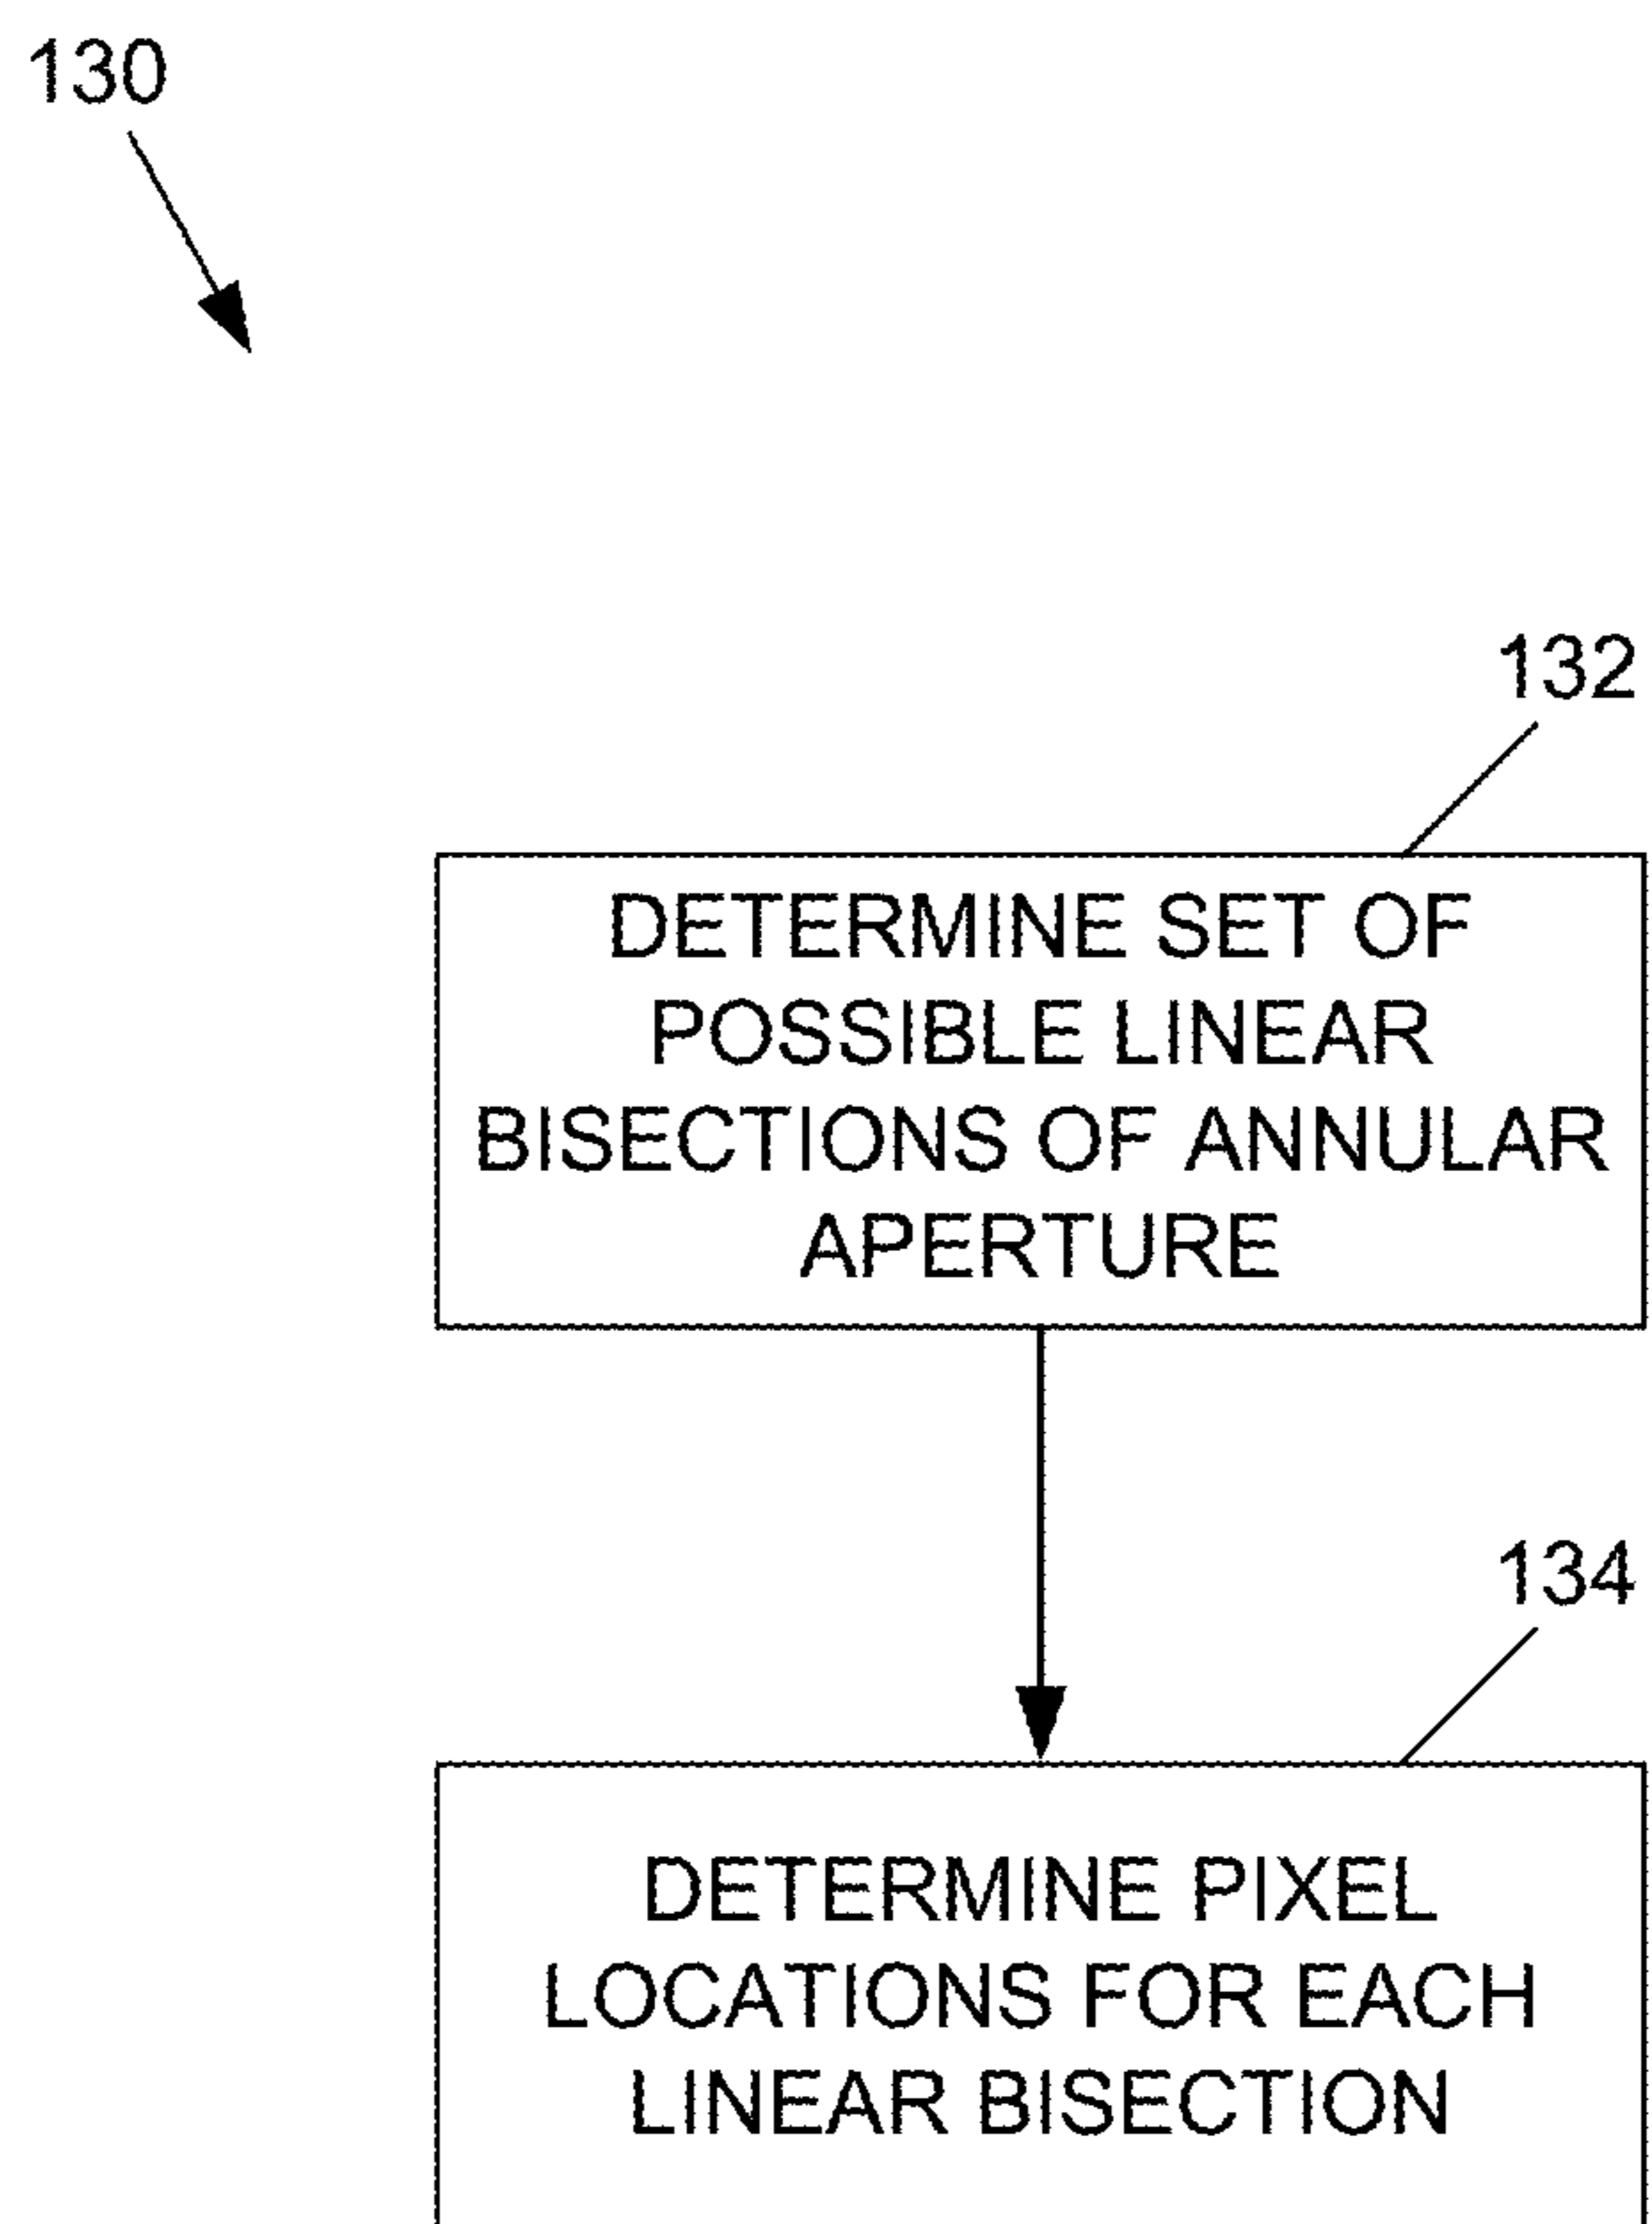 130
132
DETERMINE SET OF
POSSIBLE LINEAR
BISECTIONS OF ANNULAR
APERTURE
134
DETERMINE PIXEL
LOCATIONS FOR EACH
LINEAR BISECTION